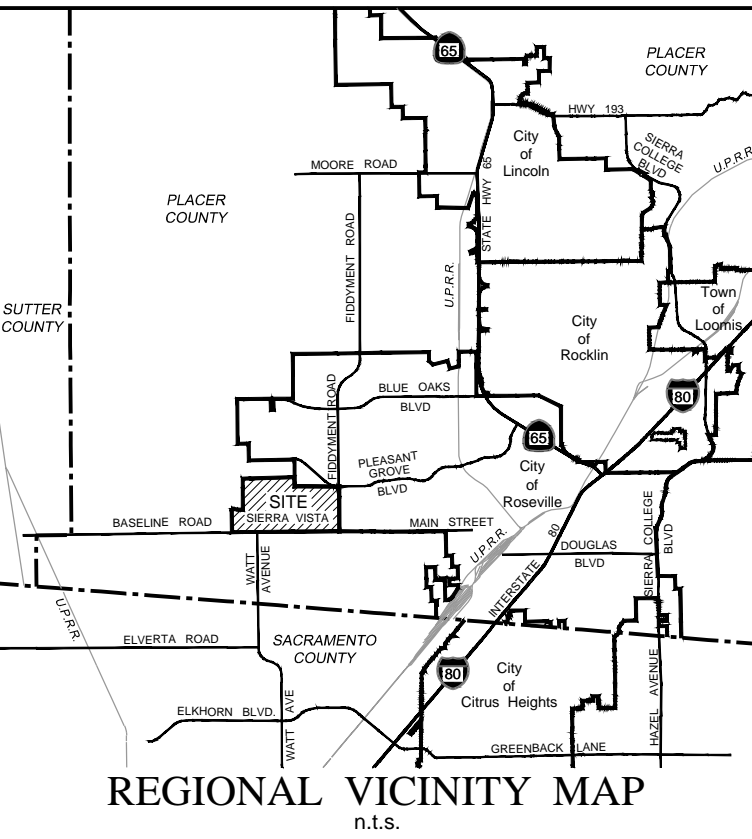 65
PLACER
COUNTY
HWY 193
City
of
Lincoln
SIERRA
COLLEGE
BLVD
U.P.R.R.
MOORE ROAD
STATE HWY 65
PLACER
COUNTY
FIDDYMENT ROAD
U.P.R.R.
SUTTER
COUNTY
Town
of
Loomis
City
of
Rocklin
FIDDYMENT ROAD
BLUE OAKS
BLVD
80
65
PLEASANT
GROVE
BLVD
City
of
Roseville
SITE
SIERRA VISTA
BASELINE ROAD
MAIN STREET
SIERRA COLLEGE
BLVD
WATT
AVENUE
U.P.R.R.
INTERSTATE 80
DOUGLAS
BLVD
U.P.R.R.
ELVERTA ROAD
SACRAMENTO
COUNTY
80
City
of
Citrus Heights
HAZEL AVENUE
ELKHORN BLVD.
WATT AVE
GREENBACK LANE
REGIONAL VICINITY MAP
n.t.s.